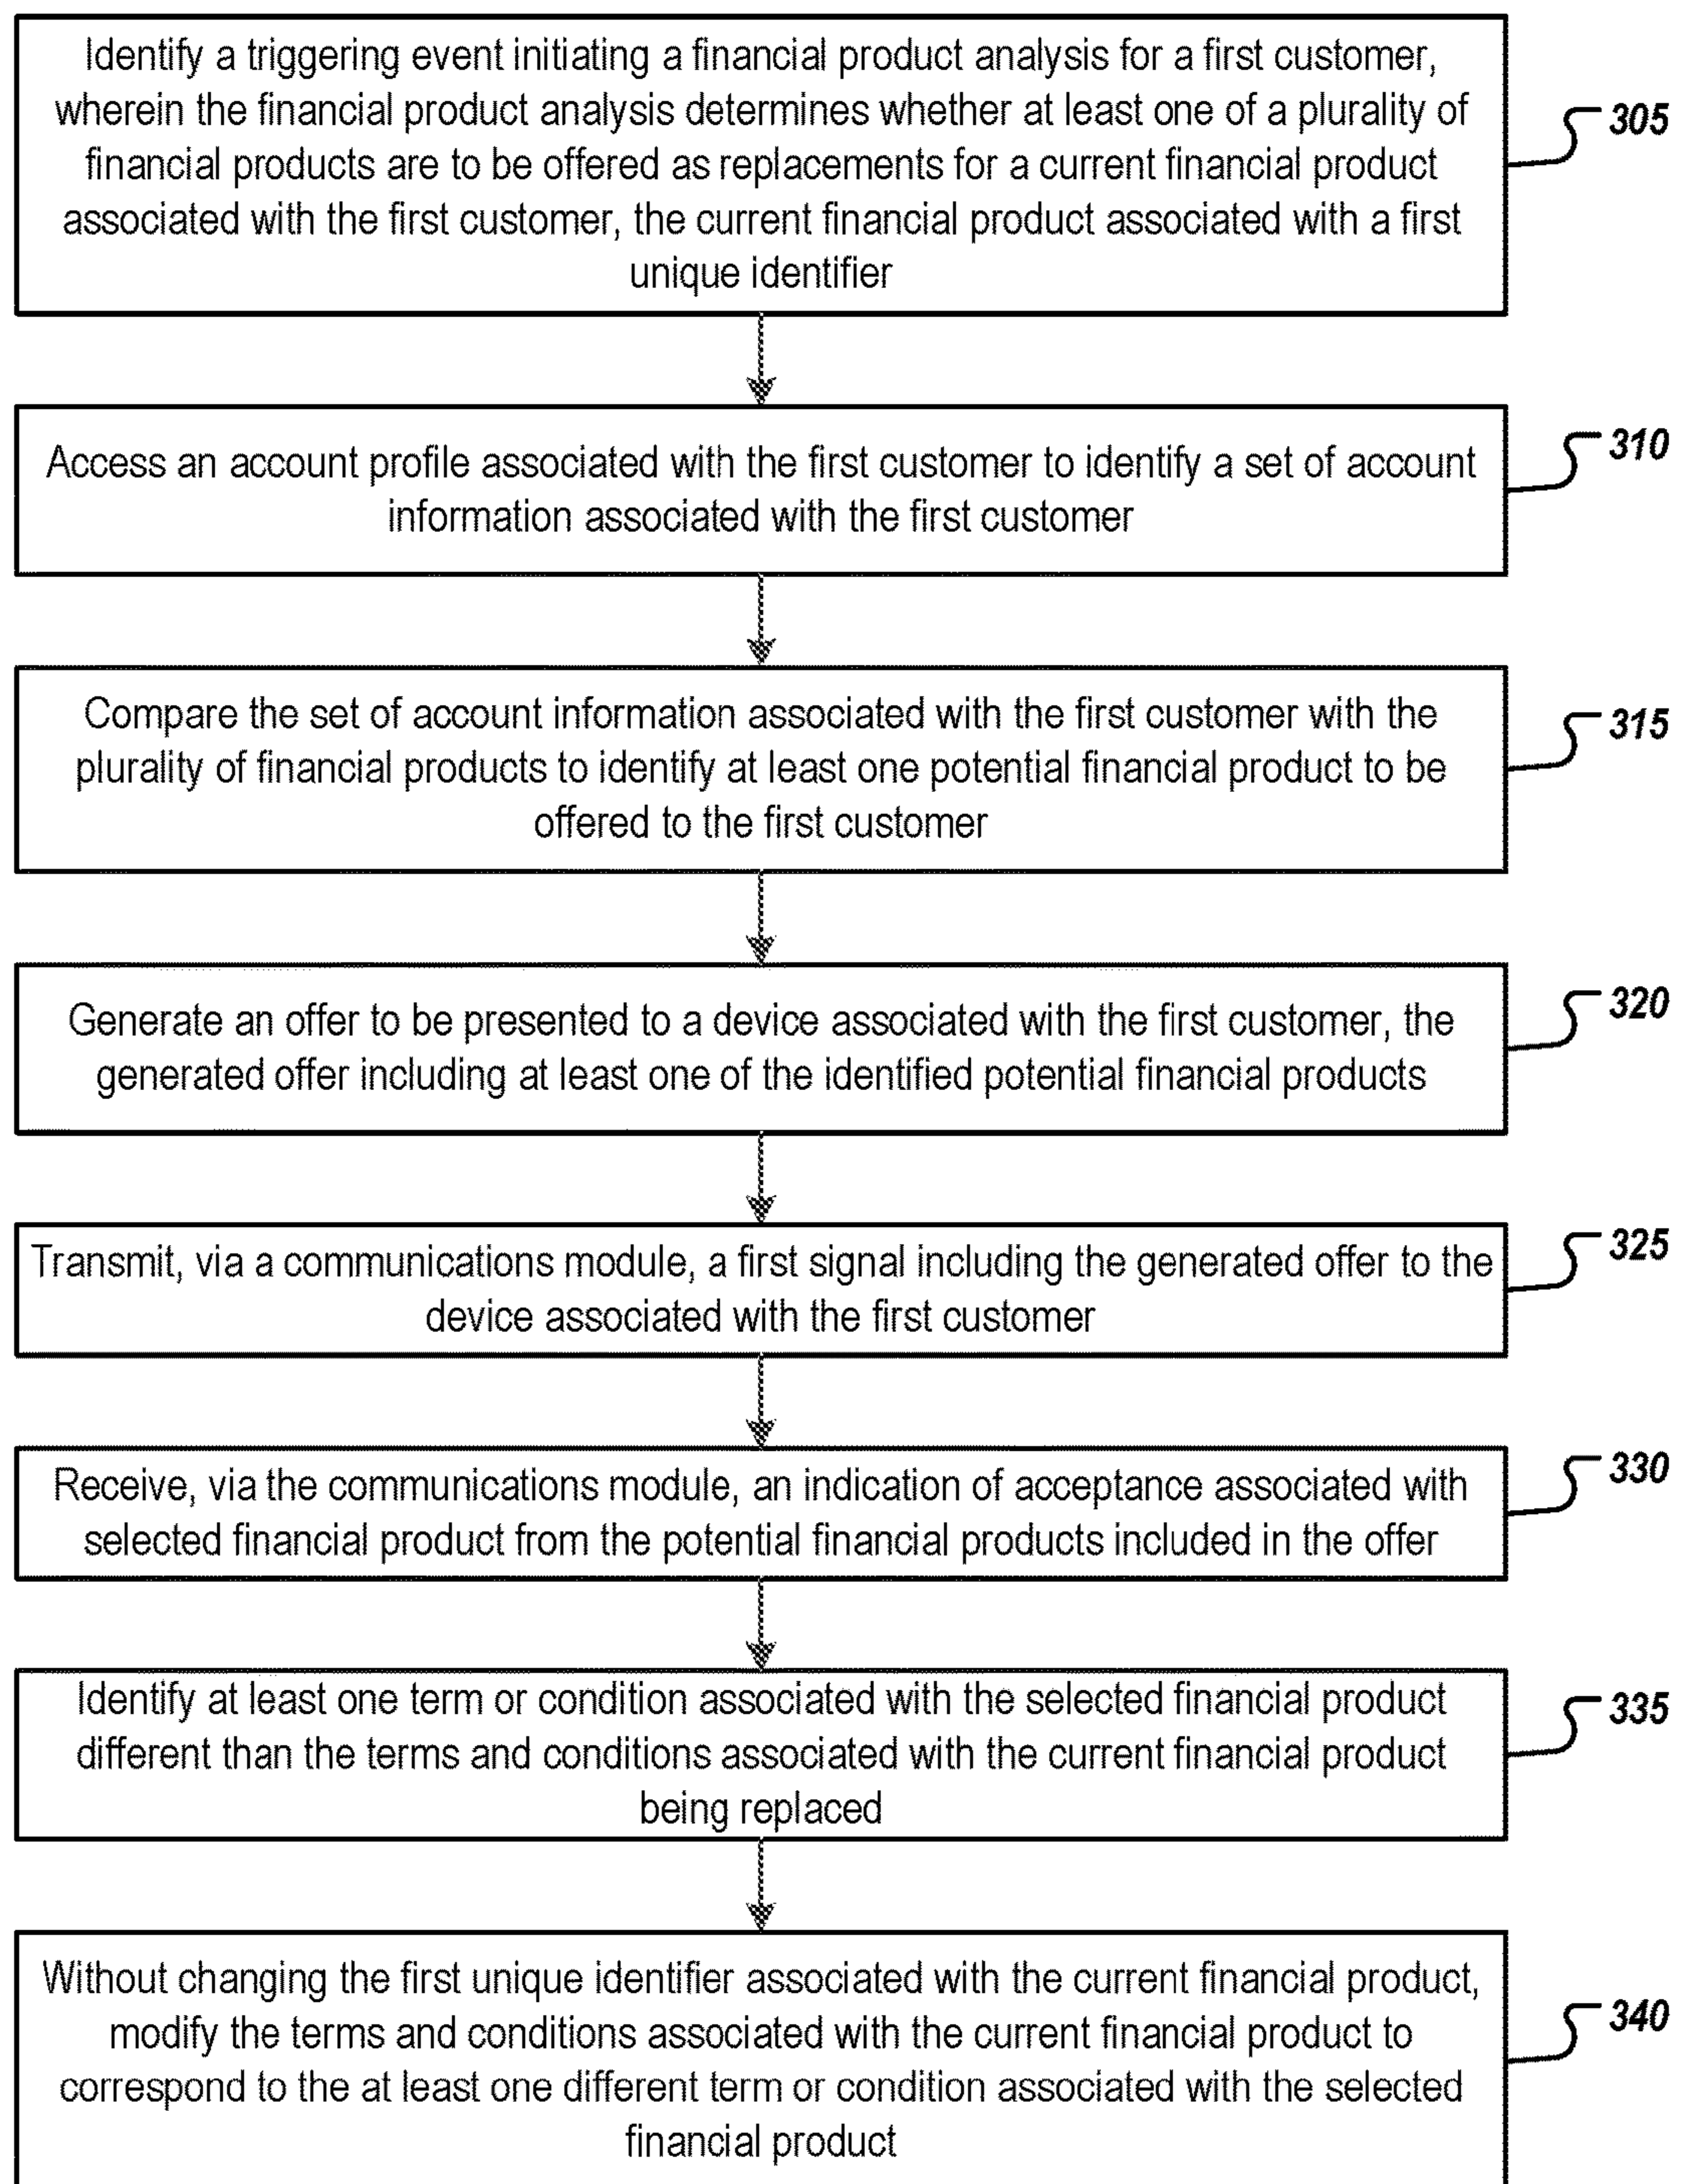 Identify a triggering event initiating a financial product analysis for a first customer,
wherein the financial product analysis determines whether at least one of a plurality of
financial products are to be offered as replacements for a current financial product
associated with the first customer, the current financial product associated with a first
unique identifier
305
Access an account profile associated with the first customer to identify a set of account
information associated with the first customer
310
Compare the set of account information associated with the first customer with the
plurality of financial products to identify at least one potential financial product to be
offered to the first customer
315
Generate an offer to be presented to a device associated with the first customer, the
generated offer including at least one of the identified potential financial products
320
Transmit, via a communications module, a first signal including the generated offer to the
device associated with the first customer
325
Receive, via the communications module, an indication of acceptance associated with
selected financial product from the potential financial products included in the offer
330
Identify at least one term or condition associated with the selected financial product
different than the terms and conditions associated with the current financial product
being replaced
335
Without changing the first unique identifier associated with the current financial product,
modify the terms and conditions associated with the current financial product to
correspond to the at least one different term or condition associated with the selected
financial product
340